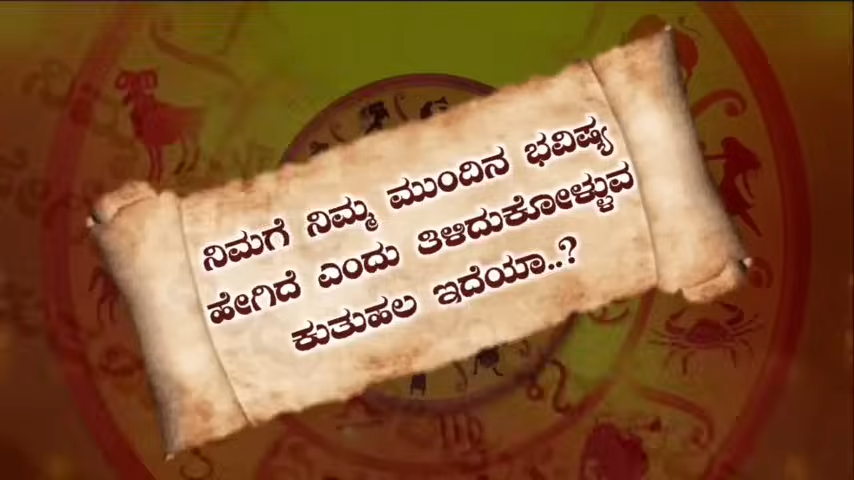 ನಿಮಗೆ ನಿಮ್ಮ ಮುಂದಿನ ಭವಿಷ್ಯ
ಹೇಗಿದೆ ಎಂದು ತಿಳಿದುಕೋಳ್ಳುವ
ಕುತುಹಲ ಇದೆಯಾ..?